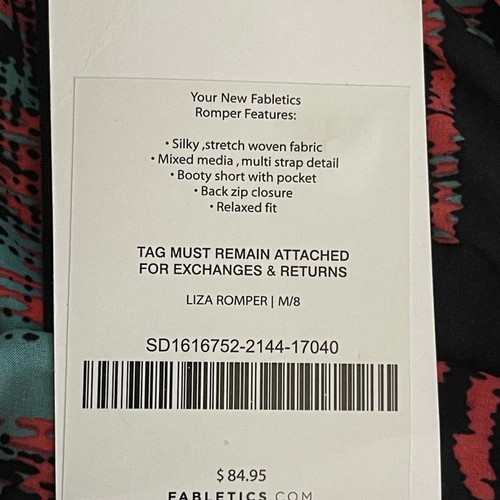 Your New Fabletics
Romper Features:
• Silky ,stretch woven fabric
• Mixed media , multi strap detail
• Booty short with pocket
• Back zip closure
• Relaxed fit
TAG MUST REMAIN ATTACHED
FOR EXCHANGES & RETURNS
LIZA ROMPER | M/8
SD1616752-2144-17040
$ 84.95
FABLETICS.COM